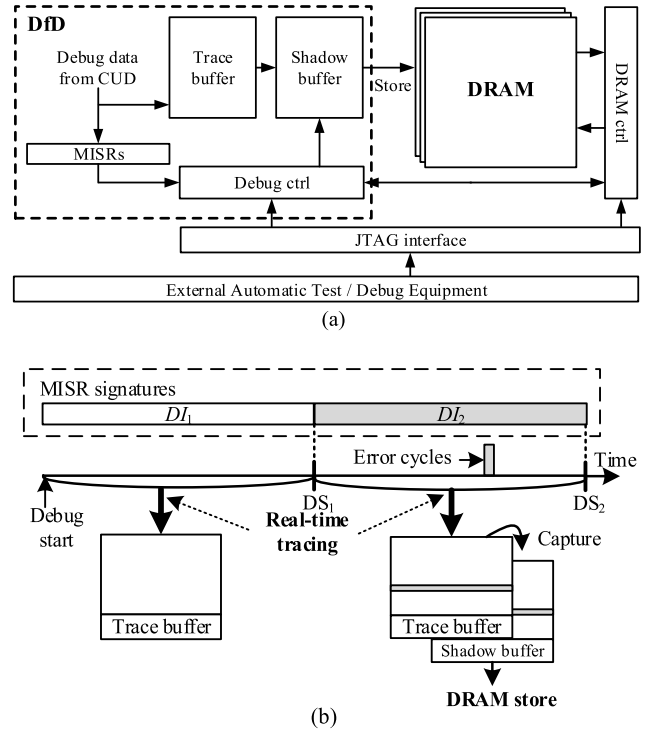 DfD
Debug data
from CUD
Trace
buffer
Shadow
buffer
Store
DRAM
DRAM ctrl
MISRs
Debug ctrl
JTAG interface
External Automatic Test / Debug Equipment
(a)
MISR signatures
DI₁
DI₂
Error cycles
Time
Debug
start
DS₁
DS₂
Real-time
tracing
Capture
Trace buffer
Trace buffer
Shadow buffer
DRAM store
(b)